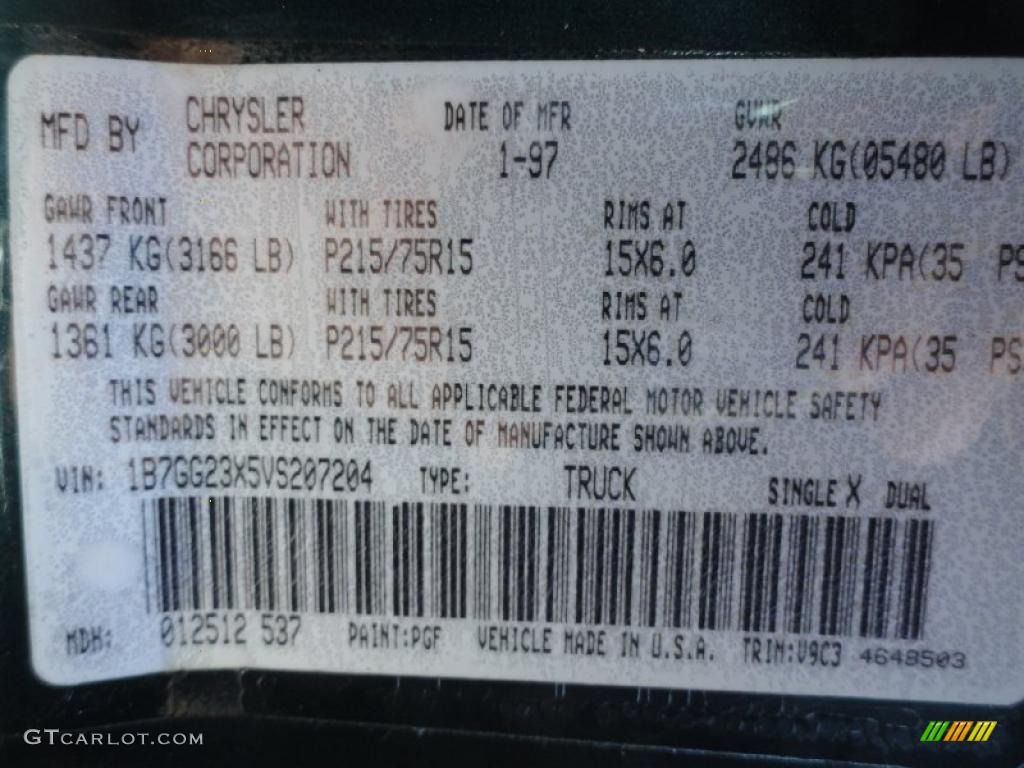 MFD BY CHRYSLER CORPORATION DATE OF MFR 1-97 GVWR 2486 KG(05480 LB)
GAWR FRONT WITH TIRES RIMS AT COLD
1437 KG(3166 LB) P215/75R15 15X6.0 241 KPA(35 PS
GAWR REAR WITH TIRES RIMS AT COLD
1361 KG(3000 LB) P215/75R15 15X6.0 241 KPA(35 PS
THIS VEHICLE CONFORMS TO ALL APPLICABLE FEDERAL MOTOR VEHICLE SAFETY
STANDARDS IN EFFECT ON THE DATE OF MANUFACTURE SHOWN ABOVE.
VIN: 1B7GG23X5VS207204 TYPE: TRUCK SINGLE X DUAL
MDH: 012512 537 PAINT:PGF VEHICLE MADE IN U.S.A. TRIM:V9C3 4648503
GTCARLOT.COM